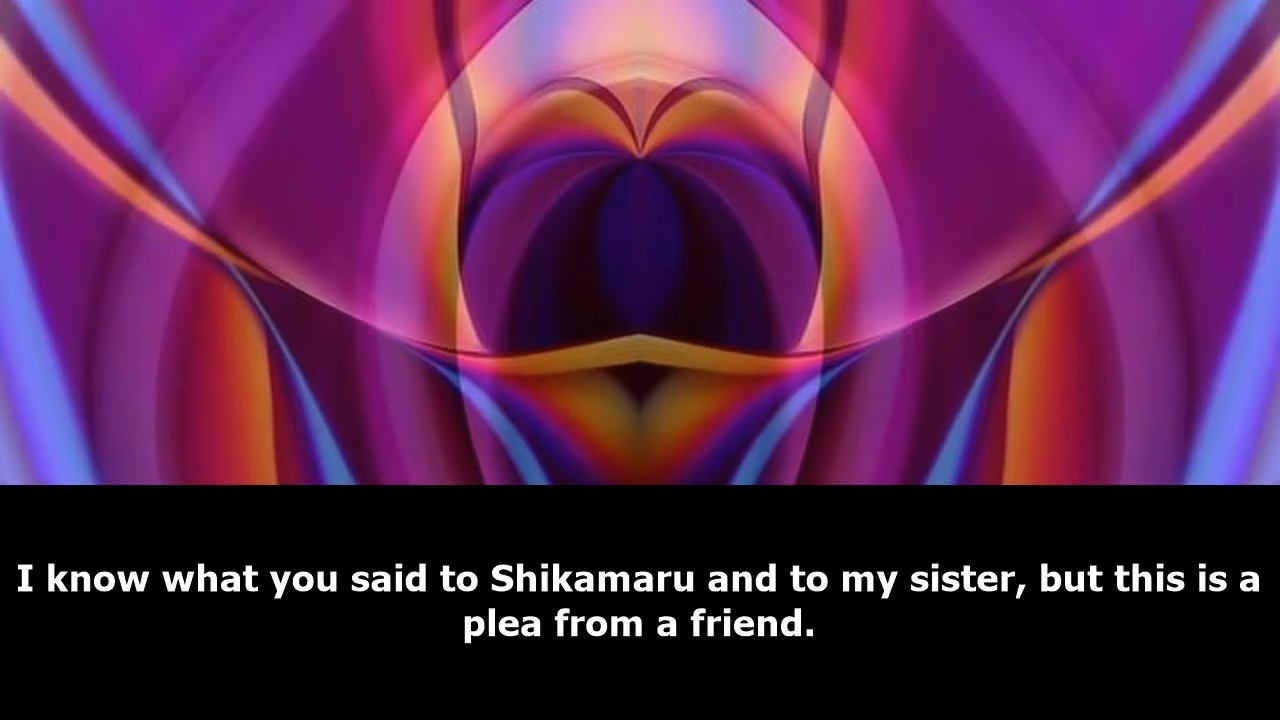 I know what you said to Shikamaru and to my sister, but this is a
plea from a friend.